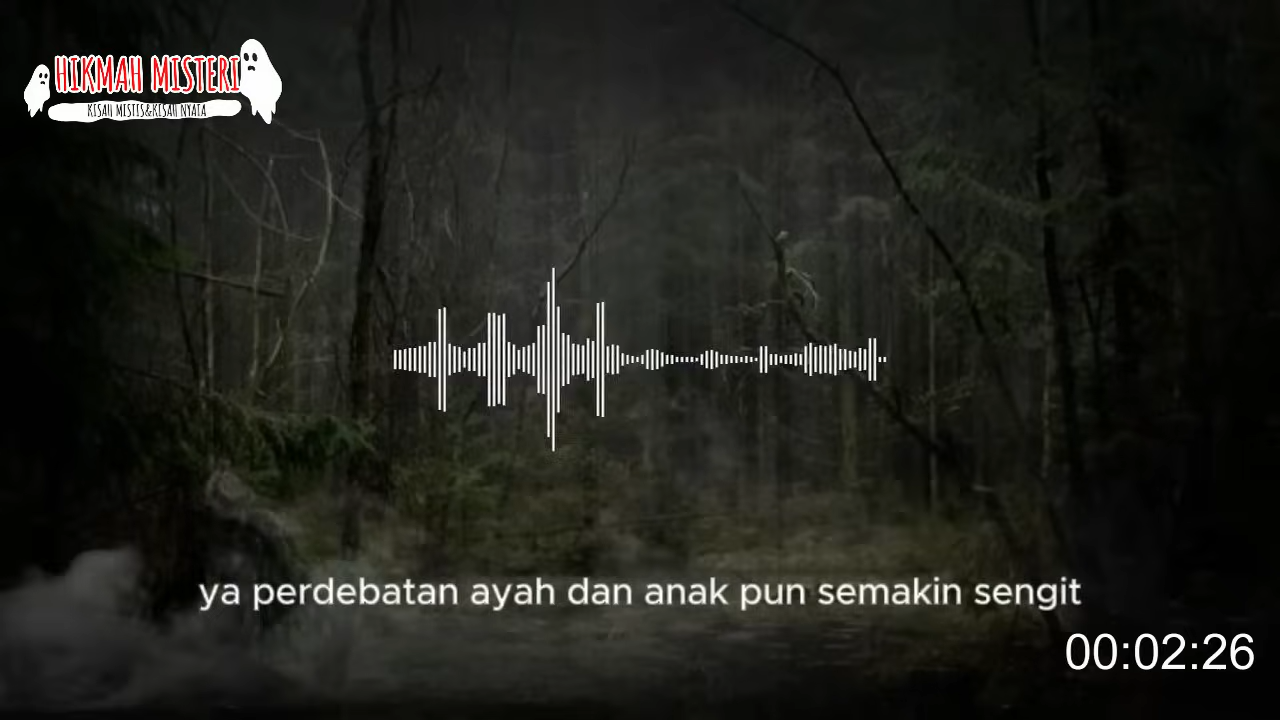 HIKMAH MISTERI
KISAH MISTIS&KISAH NYATA
ya perdebatan ayah dan anak pun semakin sengit
00:02:26